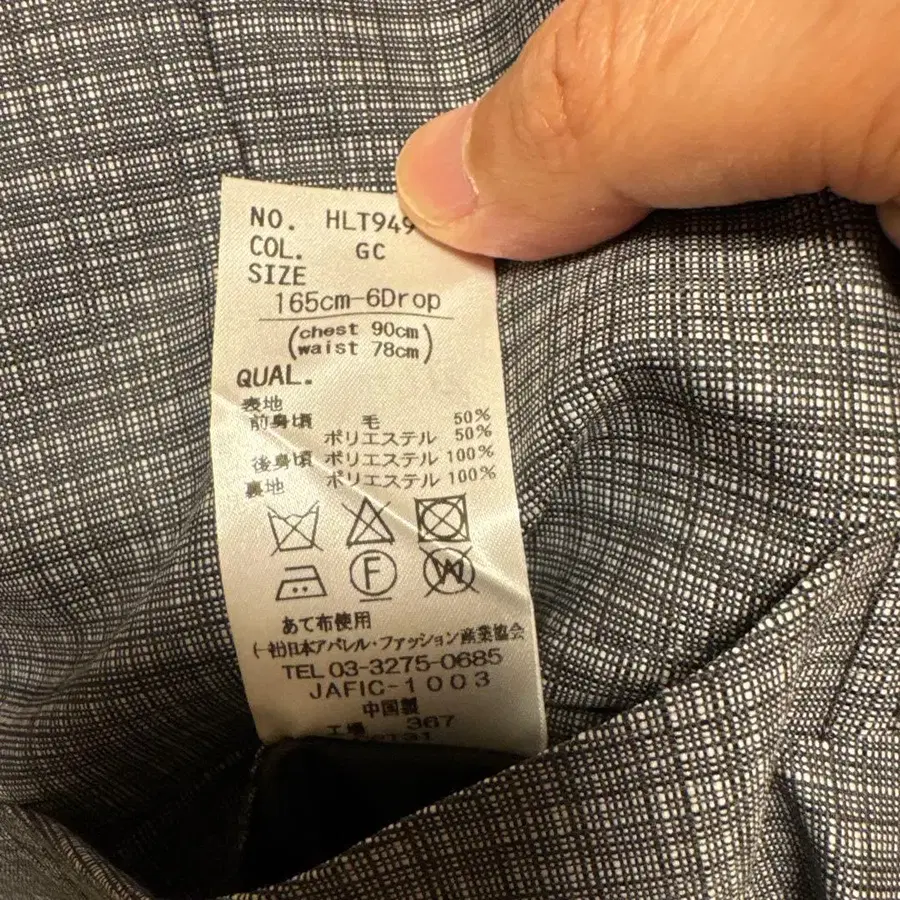 NO. HLT949
COL. GC
SIZE
165cm-6Drop
(chest 90cm
waist 78cm)
QUAL.
表地
前身頃 毛 50%
ポリエステル 50%
後身頃 ポリエステル 100%
裏地 ポリエステル 100%
F W
あて布使用
(一社)日本アパレル・ファッション産業協会
TEL 03-3275-0685
JAFIC-1003
中国製
工場 367